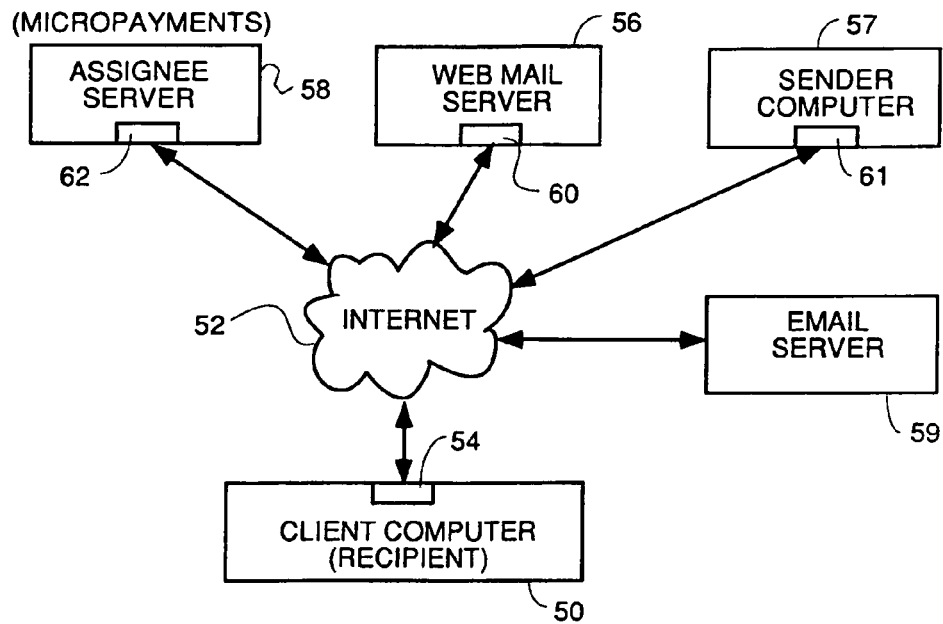 (MICROPAYMENTS)
ASSIGNEE
SERVER
58
62
56
WEB MAIL
SERVER
60
57
SENDER
COMPUTER
61
52
INTERNET
EMAIL
SERVER
59
54
CLIENT COMPUTER
(RECIPIENT)
50